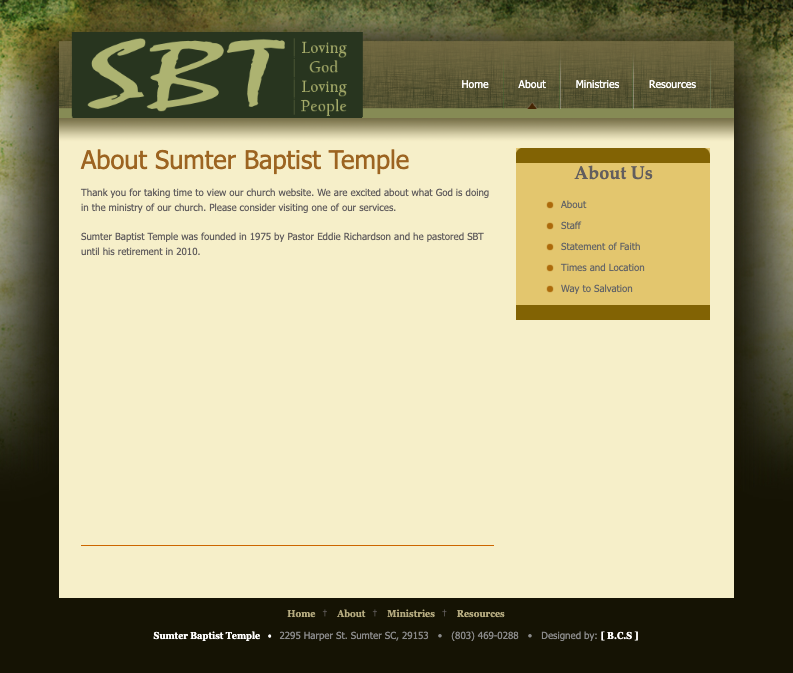 SBT
Loving
God
Loving
People
Home About Ministries Resources
About Sumter Baptist Temple
Thank you for taking time to view our church website. We are excited about what God is doing
in the ministry of our church. Please consider visiting one of our services.
Sumter Baptist Temple was founded in 1975 by Pastor Eddie Richardson and he pastored SBT
until his retirement in 2010.
About Us
About
Staff
Statement of Faith
Times and Location
Way to Salvation
Home † About † Ministries † Resources
Sumter Baptist Temple • 2295 Harper St. Sumter SC, 29153 • (803) 469-0288 • Designed by: [ B.C.S ]